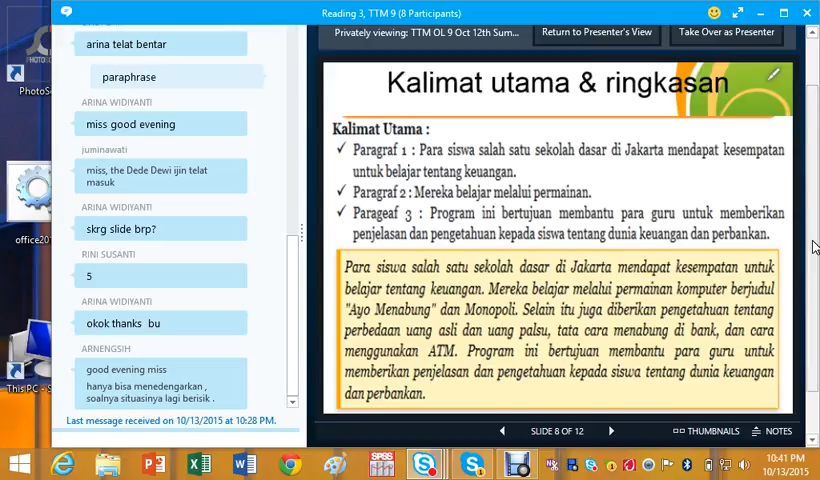 Reading 3, TTM 9 (8 Participants)
arina telat bentar
paraphrase
ARINA WIDIYANTI
miss good evening
juminawati
miss, the Dede Dewi ijin telat
masuk
ARINA WIDIYANTI
skrg slide brp?
RINI SUSANTI
5
ARINA WIDIYANTI
okok thanks bu
ARNENGSIH
good evening miss
hanya bisa menedengarkan ,
soalnya situasinya lagi berisik .
Last message received on 10/13/2015 at 10:28 PM.
Privately viewing: TTM OL 9 Oct 12th Sum...
Return to Presenter's View
Take Over as Presenter
Kalimat utama & ringkasan
Kalimat Utama :
✓ Paragraf 1 : Para siswa salah satu sekolah dasar di Jakarta mendapat kesempatan
untuk belajar tentang keuangan.
✓ Paragraf 2 : Mereka belajar melalui permainan.
✓ Parageaf 3 : Program ini bertujuan membantu para guru untuk memberikan
penjelasan dan pengetahuan kepada siswa tentang dunia keuangan dan perbankan.
Para siswa salah satu sekolah dasar di Jakarta mendapat kesempatan untuk
belajar tentang keuangan. Mereka belajar melalui permainan komputer berjudul
"Ayo Menabung" dan Monopoli. Selain itu juga diberikan pengetahuan tentang
perbedaan uang asli dan uang palsu, tata cara menabung di bank, dan cara
menggunakan ATM. Program ini bertujuan membantu para guru untuk
memberikan penjelasan dan pengetahuan kepada siswa tentang dunia keuangan
dan perbankan.
SLIDE 8 OF 12
THUMBNAILS
NOTES
PhotoS
office20
This PC - S
SPSS
10:41 PM
10/13/2015